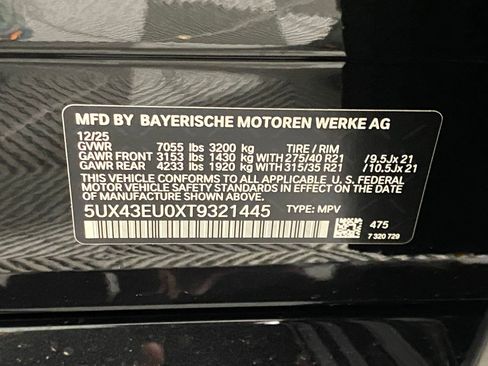 MFD BY BAYERISCHE MOTOREN WERKE AG
12/25
GVWR 7055 lbs 3200 kg TIRE / RIM
GAWR FRONT 3153 lbs 1430 kg WITH 275/40 R21 / 9.5Jx 21
GAWR REAR 4233 lbs 1920 kg WITH 315/35 R21 / 10.5Jx 21
THIS VEHICLE CONFORMS TO ALL APPLICABLE U.S. FEDERAL
MOTOR VEHICLE SAFETY STANDARDS IN EFFECT ON THE
DATE OF MANUFACTURE SHOWN ABOVE.
5UX43EU0XT9321445 TYPE: MPV
475
7 320 729